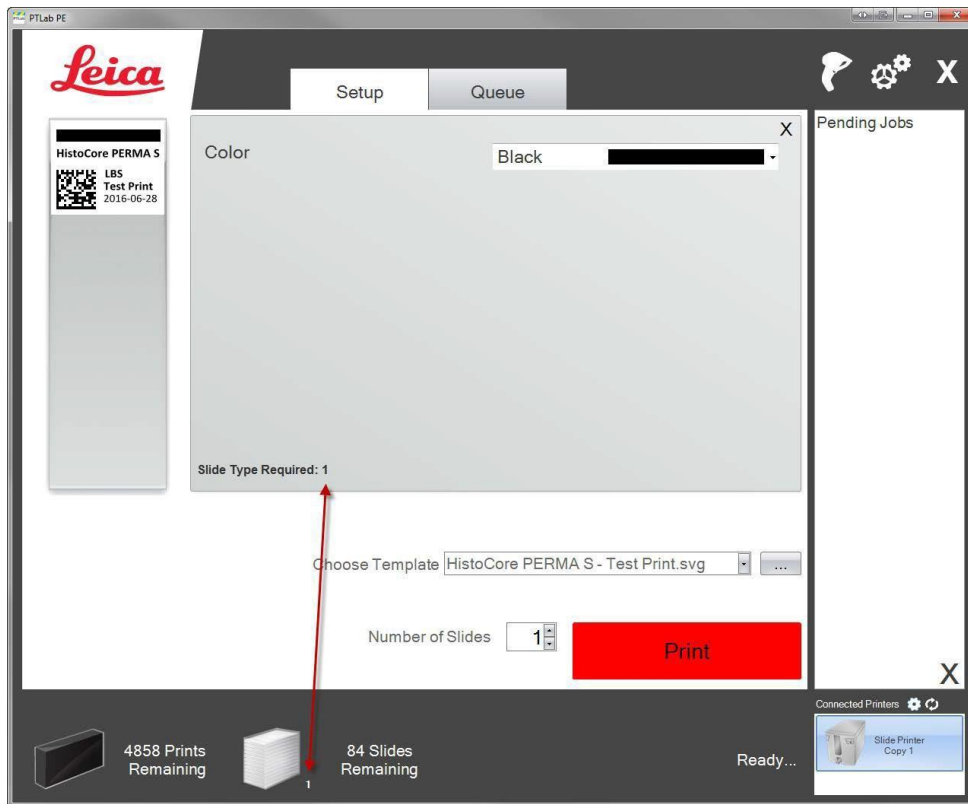 PTLab PE
Leica
Setup
Queue
X
Pending Jobs
HistoCore PERMA S
LBS
Test Print
2016-06-28
Color
Black
X
Slide Type Required: 1
Choose Template
HistoCore PERMA S - Test Print.svg
...
Number of Slides
1
Print
X
4858 Prints
Remaining
1
84 Slides
Remaining
Ready...
Connected Printers
Slide Printer
Copy 1